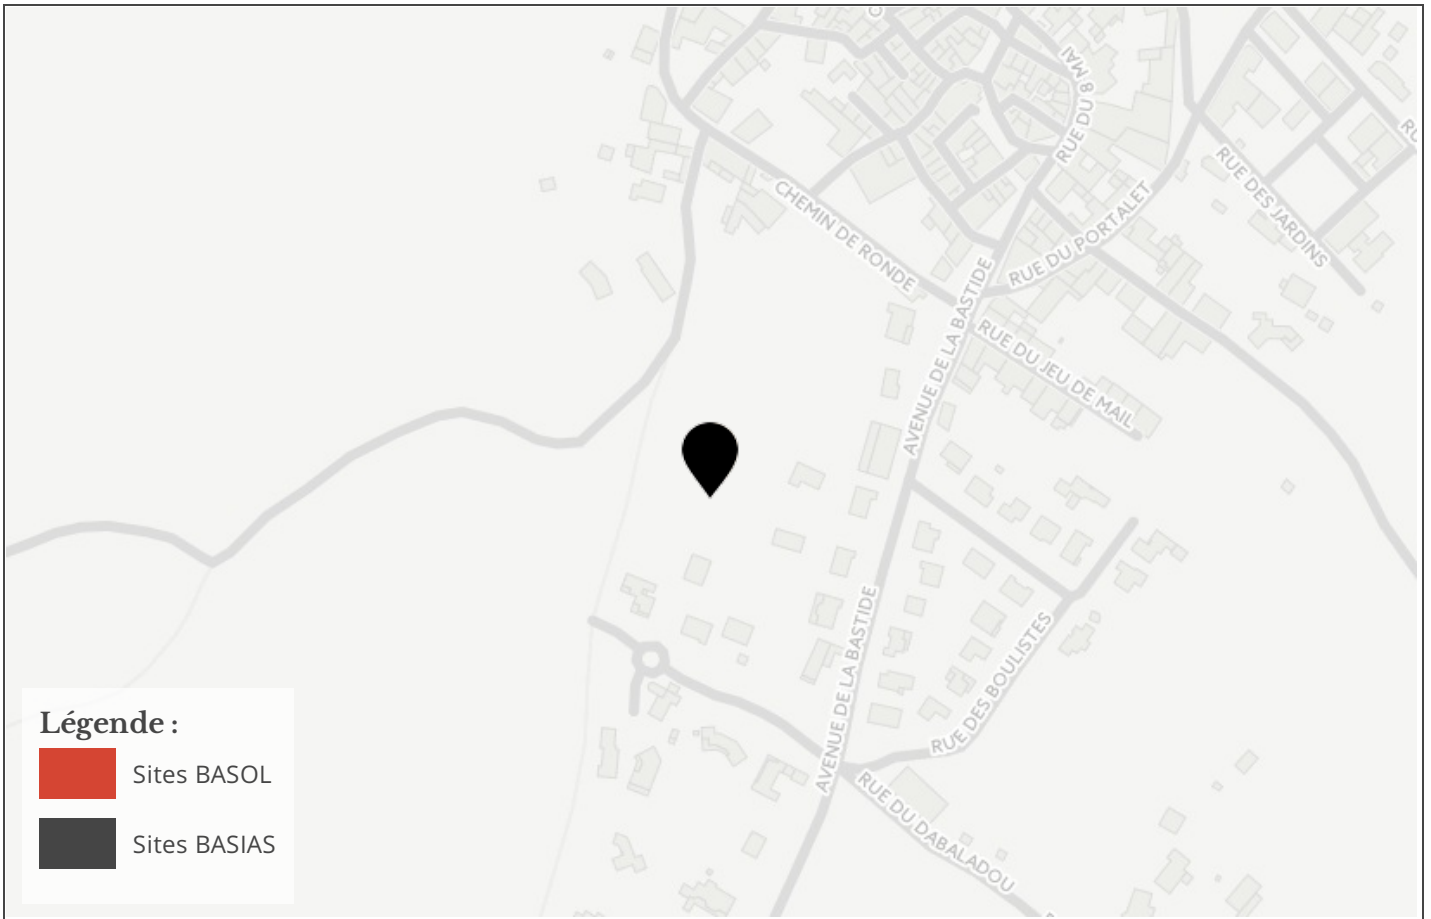 RUE DU 8 MAI
CHEMIN DE RONDE
RUE DU PORTALET
RUE DES JARDINS
AVENUE DE LA BASTIDE
RUE DU JEU DE MAIL
AVENUE DE LA BASTIDE
RUE DES BOULISTES
RUE DU DABALADOU
Légende :
Sites BASOL
Sites BASIAS